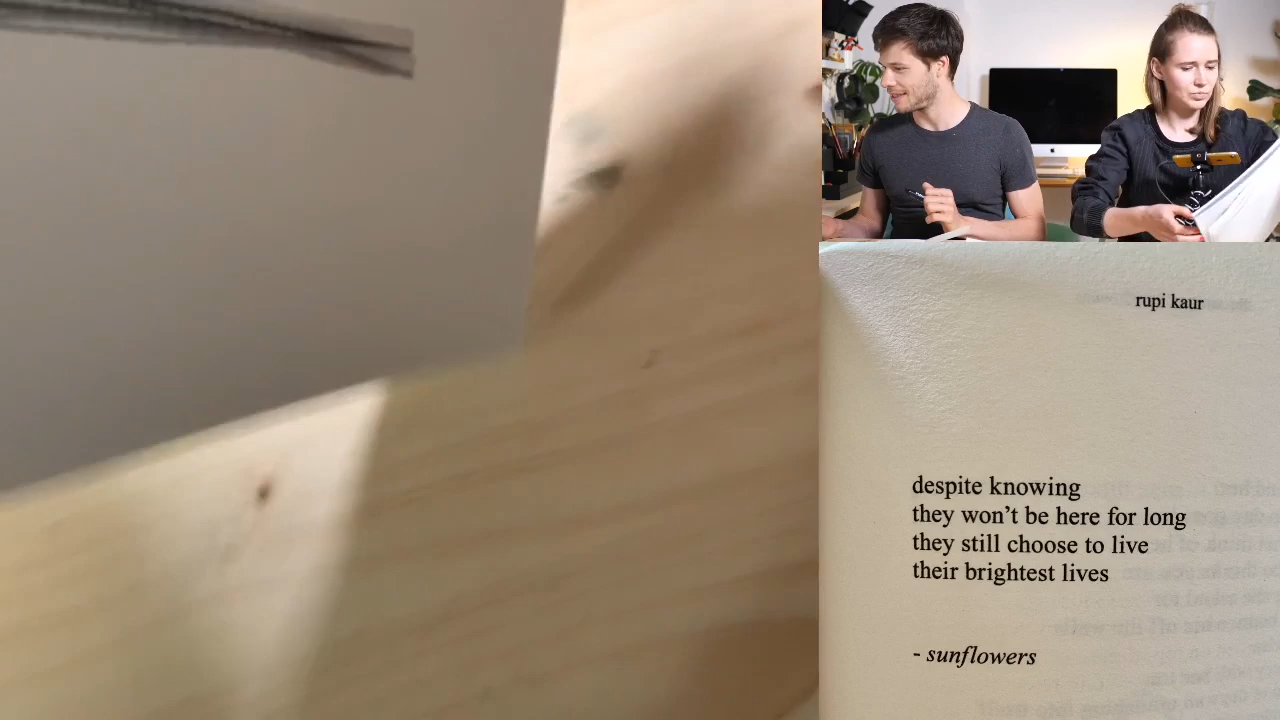 rupi kaur
despite knowing
they won't be here for long
they still choose to live
their brightest lives
- sunflowers